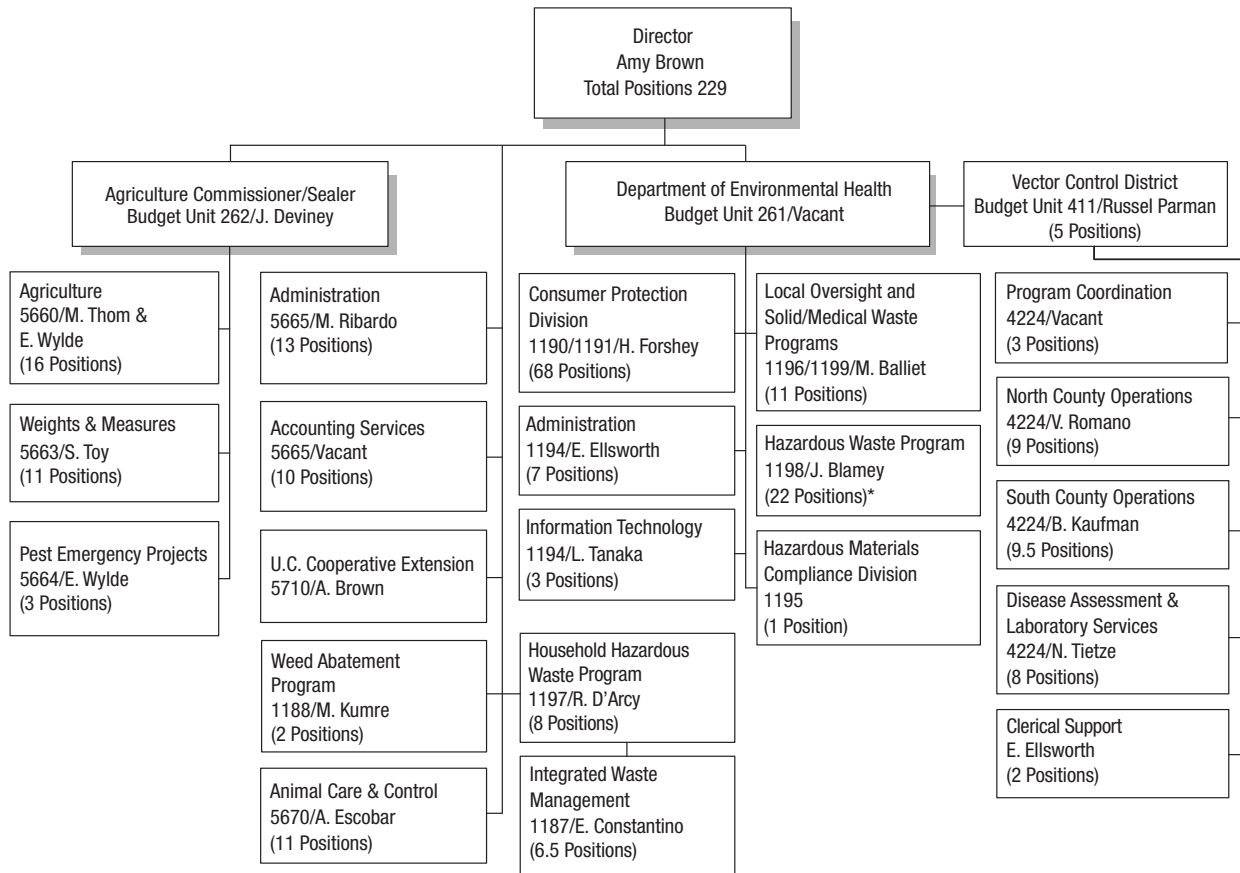 Director
Amy Brown
Total Positions 229
Agriculture Commissioner/Sealer
Budget Unit 262/J. Deviney
Department of Environmental Health
Budget Unit 261/Vacant
Vector Control District
Budget Unit 411/Russel Parman
(5 Positions)
Agriculture
5660/M. Thom &
E. Wylde
(16 Positions)
Weights & Measures
5663/S. Toy
(11 Positions)
Pest Emergency Projects
5664/E. Wylde
(3 Positions)
Administration
5665/M. Ribardo
(13 Positions)
Accounting Services
5665/Vacant
(10 Positions)
U.C. Cooperative Extension
5710/A. Brown
Weed Abatement
Program
1188/M. Kumre
(2 Positions)
Animal Care & Control
5670/A. Escobar
(11 Positions)
Consumer Protection
Division
1190/1191/H. Forshey
(68 Positions)
Administration
1194/E. Ellsworth
(7 Positions)
Information Technology
1194/L. Tanaka
(3 Positions)
Household Hazardous
Waste Program
1197/R. D’Arcy
(8 Positions)
Integrated Waste
Management
1187/E. Constantino
(6.5 Positions)
Local Oversight and
Solid/Medical Waste
Programs
1196/1199/M. Balliet
(11 Positions)
Hazardous Waste Program
1198/J. Blamey
(22 Positions)*
Hazardous Materials
Compliance Division
1195
(1 Position)
Program Coordination
4224/Vacant
(3 Positions)
North County Operations
4224/V. Romano
(9 Positions)
South County Operations
4224/B. Kaufman
(9.5 Positions)
Disease Assessment &
Laboratory Services
4224/N. Tietze
(8 Positions)
Clerical Support
E. Ellsworth
(2 Positions)